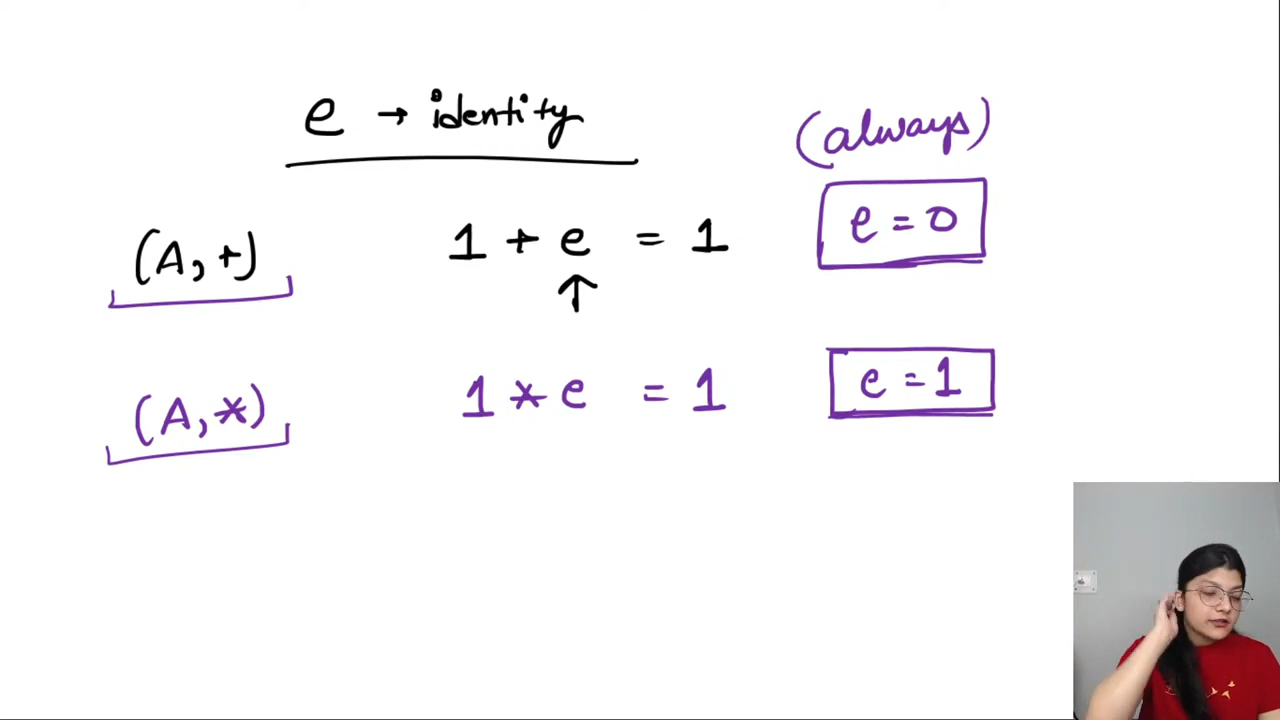 e → identity
(always)
(A, +) 1 + e = 1 e = 0
↑
(A, *) 1 * e = 1 e = 1